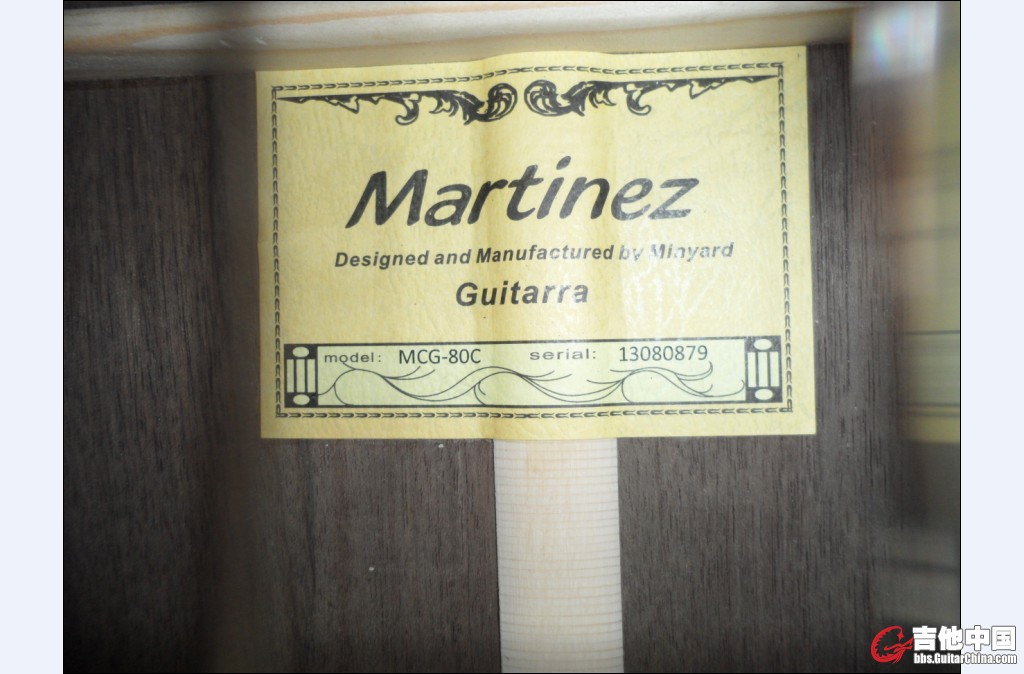 Martinez
Designed and Manufactured by Minyard
Guitarra
model: MCG-80C serial: 13080879
吉他中国
bbs.GuitarChina.com